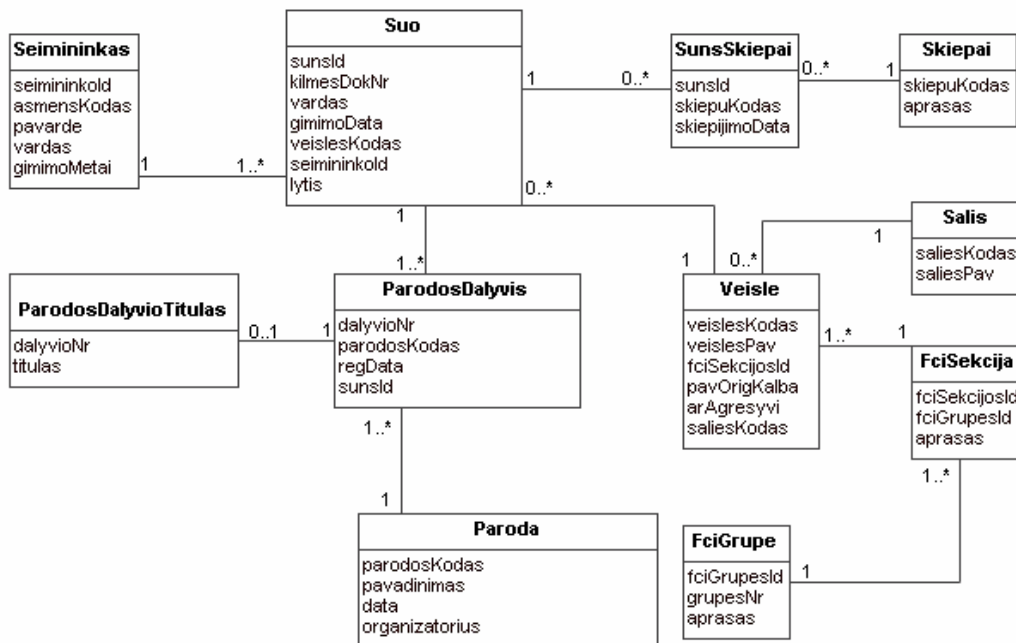 Seimininkas
seimininkoId
asmensKodas
pavarde
vardas
gimimoMetai
1
1..*
Suo
sunsId
kilmesDokNr
vardas
gimimoData
veislesKodas
seimininkoId
lytis
1
0..*
SunsSkiepai
sunsId
skiepuKodas
skiepijimoData
0..*
1
Skiepai
skiepuKodas
aprasas
0..*
1
1
1..*
Salis
saliesKodas
saliesPav
1
0..*
ParodosDalyvioTitulas
dalyvioNr
titulas
0..1
1
ParodosDalyvis
dalyvioNr
parodosKodas
regData
sunsId
Veisle
veislesKodas
veislesPav
fciSekcijosId
pavOrigKalba
arAgresyvi
saliesKodas
1..*
1
FciSekcija
fciSekcijosId
fciGrupesId
aprasas
1..*
1
1..*
Paroda
parodosKodas
pavadinimas
data
organizatorius
FciGrupe
fciGrupesId
grupesNr
aprasas
1